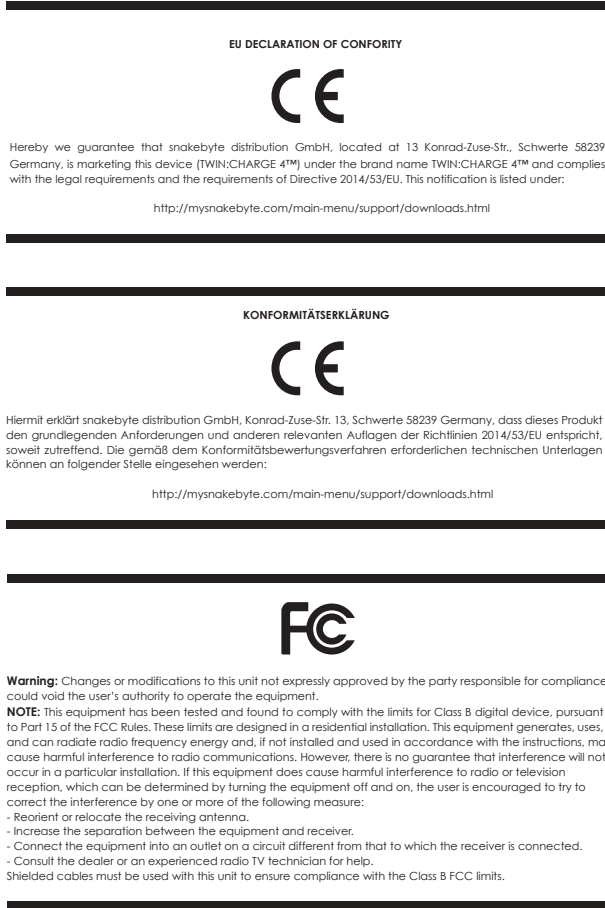 EU DECLARATION OF CONFORITY
CE
Hereby we guarantee that snakebyte distribution GmbH, located at 13 Konrad-Zuse-Str., Schwerte 58239
Germany, is marketing this device (TWIN:CHARGE 4™) under the brand name TWIN:CHARGE 4™ and complies
with the legal requirements and the requirements of Directive 2014/53/EU. This notification is listed under:
http://mysnakebyte.com/main-menu/support/downloads.html
KONFORMITÄTSERKLÄRUNG
CE
Hiermit erklärt snakebyte distribution GmbH, Konrad-Zuse-Str. 13, Schwerte 58239 Germany, dass dieses Produkt
den grundlegenden Anforderungen und anderen relevanten Auflagen der Richtlinien 2014/53/EU entspricht,
soweit zutreffend. Die gemäß dem Konformitätsbewertungsverfahren erforderlichen technischen Unterlagen
können an folgender Stelle eingesehen werden:
http://mysnakebyte.com/main-menu/support/downloads.html
FC
Warning: Changes or modifications to this unit not expressly approved by the party responsible for compliance
could void the user's authority to operate the equipment.
NOTE: This equipment has been tested and found to comply with the limits for Class B digital device, pursuant
to Part 15 of the FCC Rules. These limits are designed in a residential installation. This equipment generates, uses,
and can radiate radio frequency energy and, if not installed and used in accordance with the instructions, ma
cause harmful interference to radio communications. However, there is no guarantee that interference will not
occur in a particular installation. If this equipment does cause harmful interference to radio or television
reception, which can be determined by turning the equipment off and on, the user is encouraged to try to
correct the interference by one or more of the following measure:
- Reorient or relocate the receiving antenna.
- Increase the separation between the equipment and receiver.
- Connect the equipment into an outlet on a circuit different from that to which the receiver is connected.
- Consult the dealer or an experienced radio TV technician for help.
Shielded cables must be used with this unit to ensure compliance with the Class B FCC limits.